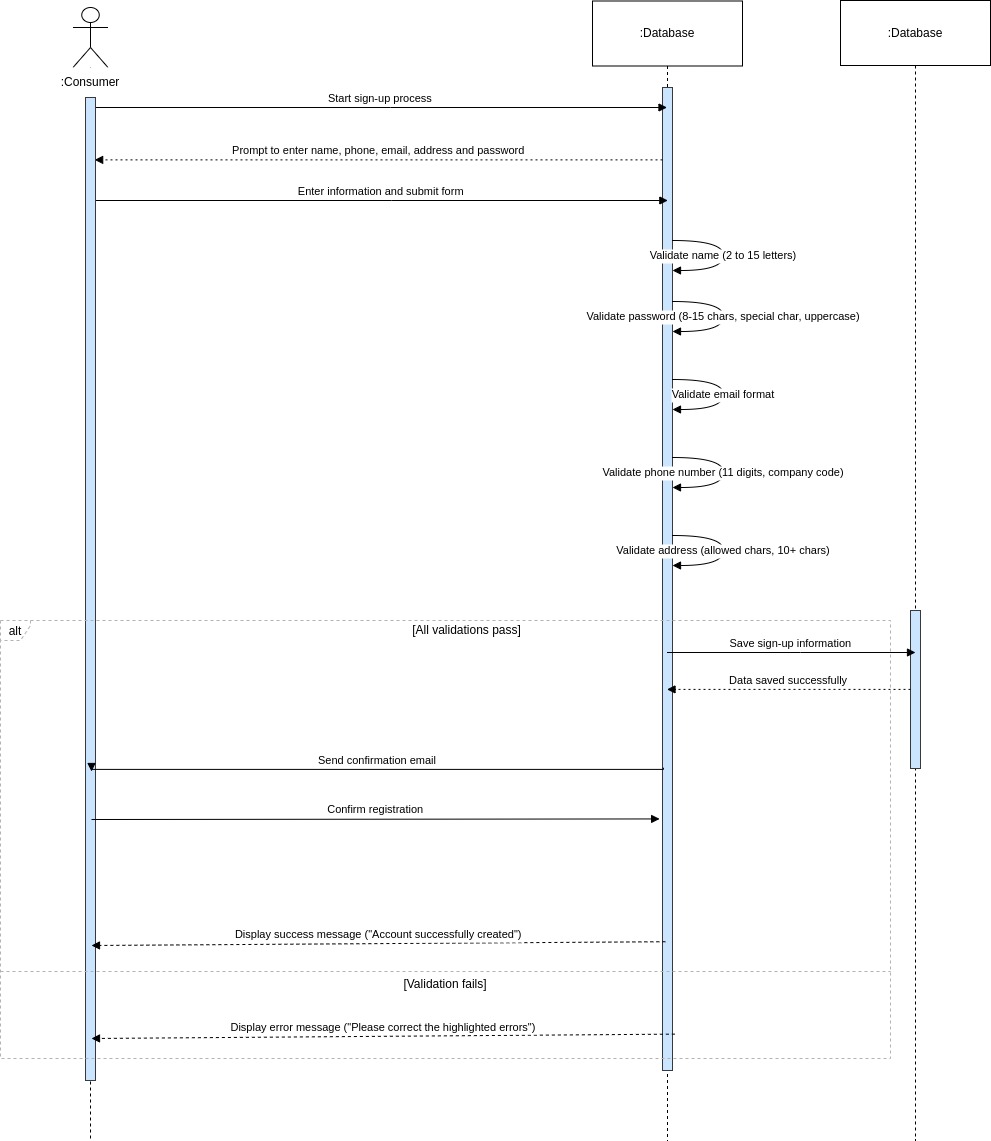 :Database
:Database
:Consumer
Start sign-up process
Prompt to enter name, phone, email, address and password
Enter information and submit form
Validate name (2 to 15 letters)
Validate password (8-15 chars, special char, uppercase)
Validate email format
Validate phone number (11 digits, company code)
Validate address (allowed chars, 10+ chars)
alt
[All validations pass]
Save sign-up information
Data saved successfully
Send confirmation email
Confirm registration
Display success message ("Account successfully created")
[Validation fails]
Display error message ("Please correct the highlighted errors")